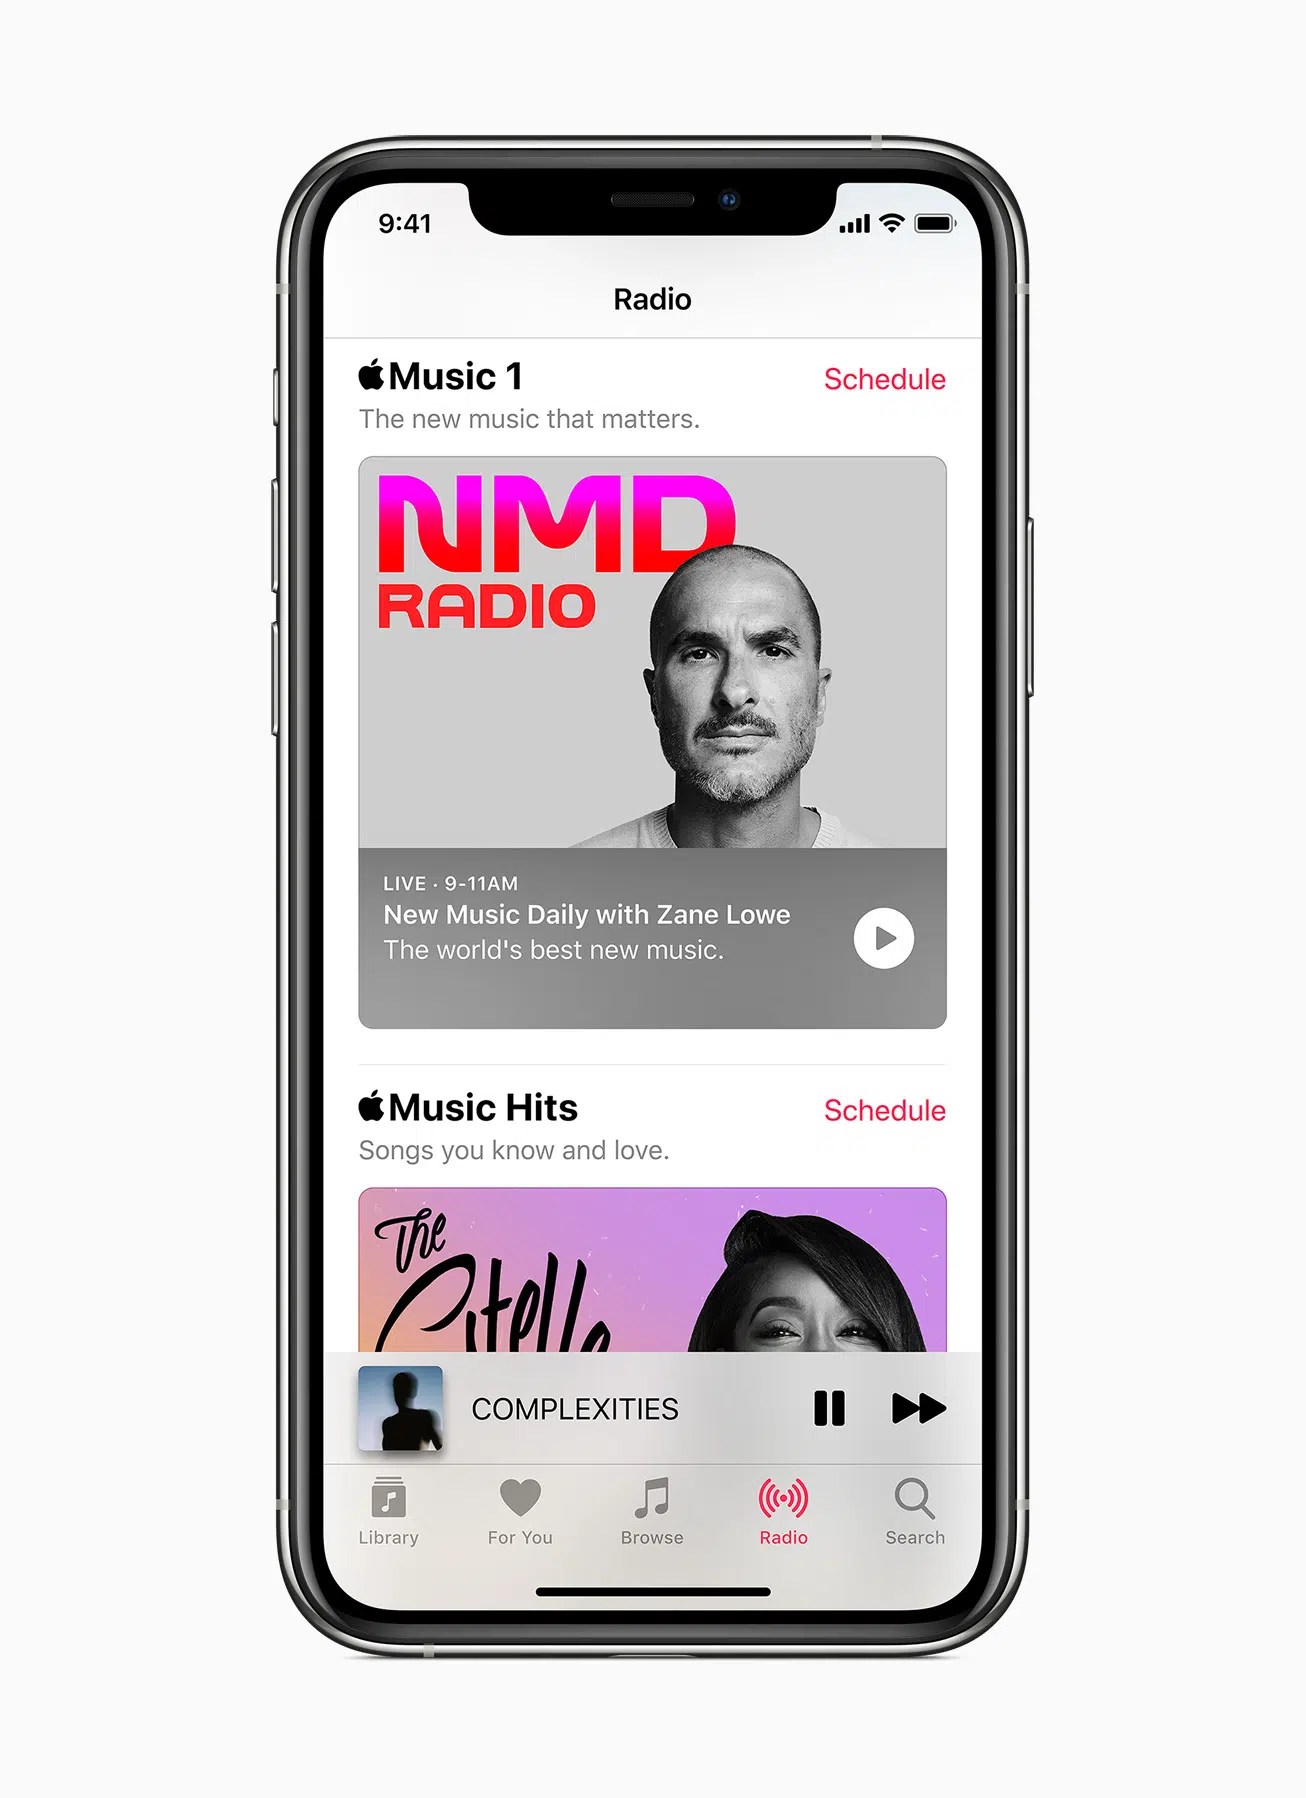 9:41
Radio
Music 1
Schedule
The new music that matters.
NMD
RADIO
LIVE · 9-11AM
New Music Daily with Zane Lowe
The world's best new music.
Music Hits
Schedule
Songs you know and love.
The
Estelle
COMPLEXITIES
Library
For You
Browse
Radio
Search